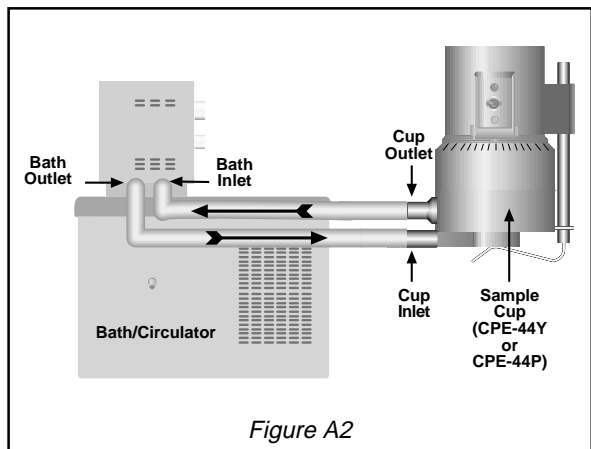 Bath
Outlet
Bath
Inlet
Cup
Outlet
Bath/Circulator
Cup
Inlet
Sample
Cup
(CPE-44Y
or
CPE-44P)
Figure A2